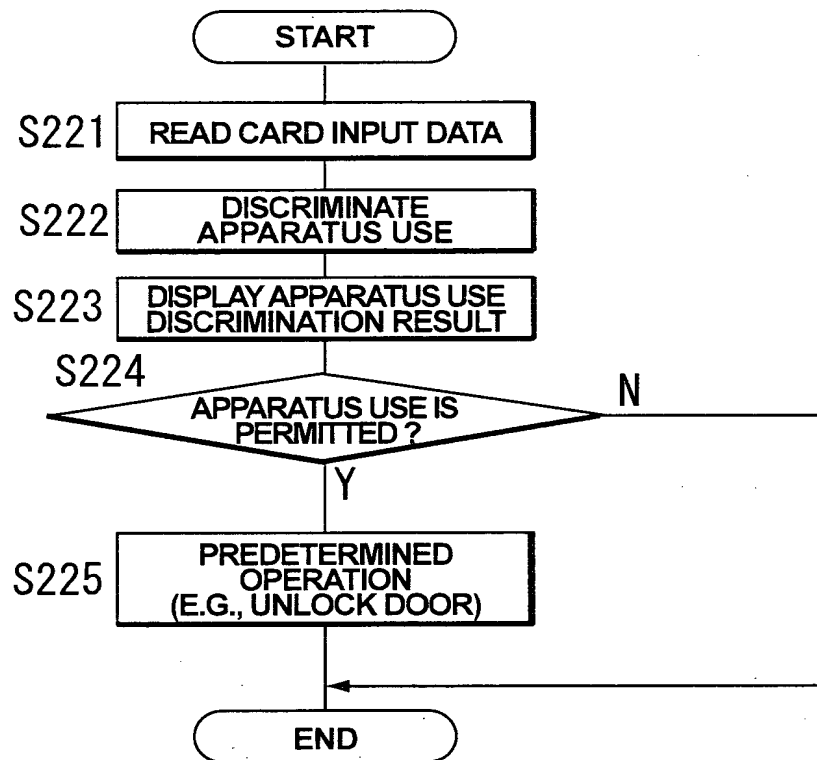 START
S221
READ CARD INPUT DATA
S222
DISCRIMINATE
APPARATUS USE
S223
DISPLAY APPARATUS USE
DISCRIMINATION RESULT
S224
APPARATUS USE IS
PERMITTED ?
N
Y
S225
PREDETERMINED
OPERATION
(E.G., UNLOCK DOOR)
END